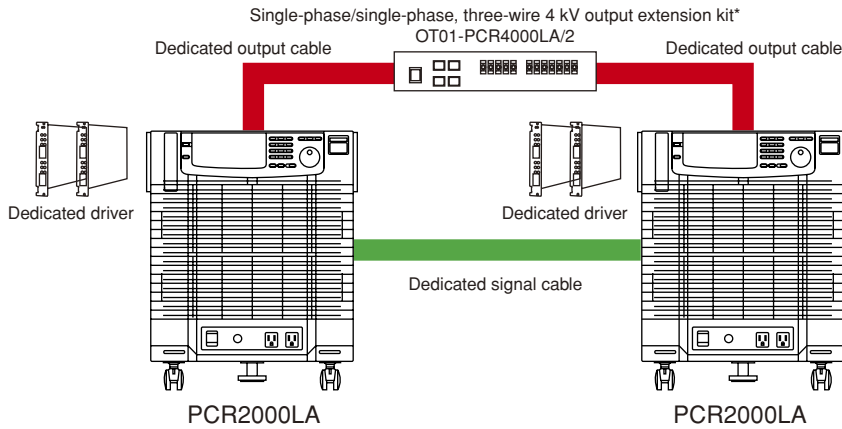 Single-phase/single-phase, three-wire 4 kV output extension kit*
OT01-PCR4000LA/2
Dedicated output cable
Dedicated output cable
Dedicated driver
Dedicated driver
Dedicated signal cable
PCR2000LA
PCR2000LA